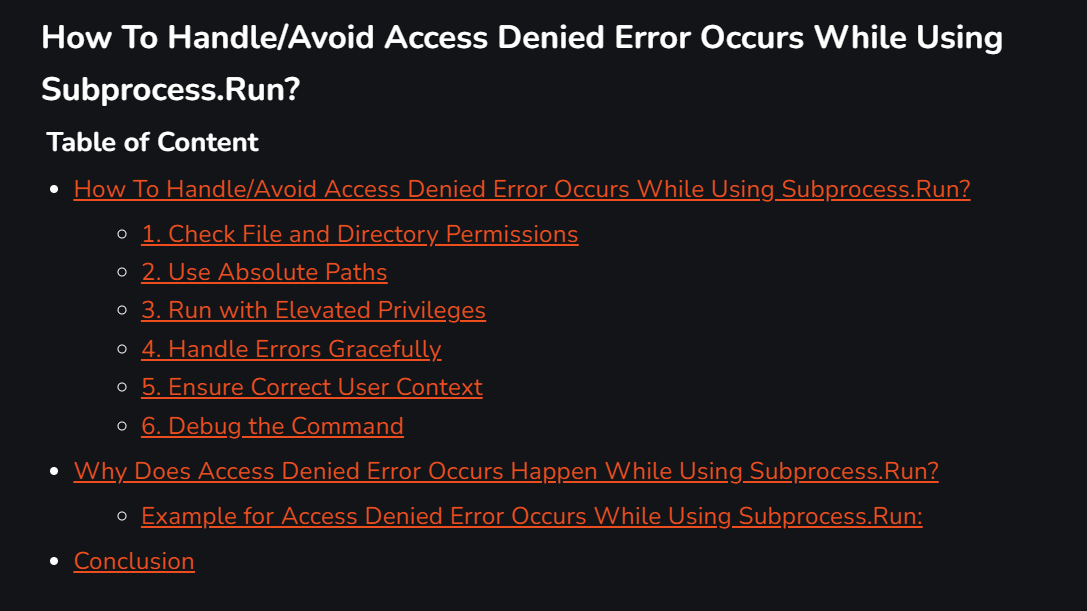 How To Handle/Avoid Access Denied Error Occurs While Using
Subprocess.Run?
Table of Content
How To Handle/Avoid Access Denied Error Occurs While Using Subprocess.Run?
1. Check File and Directory Permissions
2. Use Absolute Paths
3. Run with Elevated Privileges
4. Handle Errors Gracefully
5. Ensure Correct User Context
6. Debug the Command
Why Does Access Denied Error Occurs Happen While Using Subprocess.Run?
Example for Access Denied Error Occurs While Using Subprocess.Run:
Conclusion